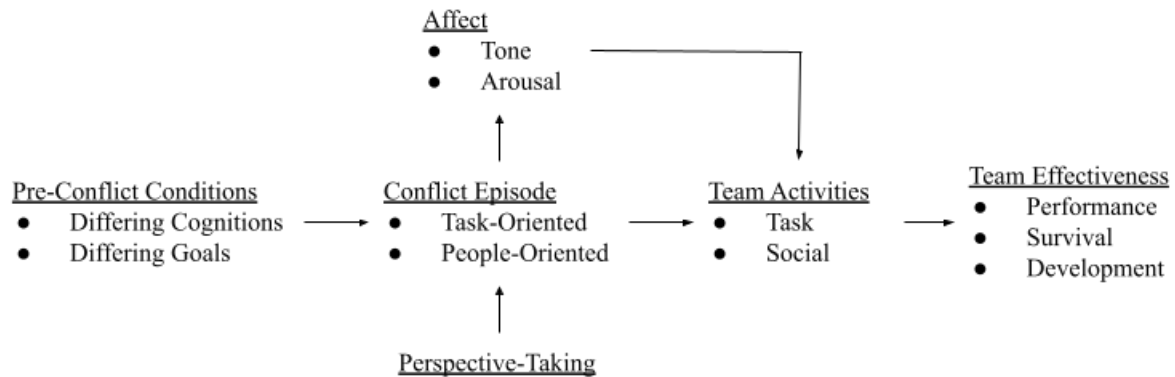 Affect
● Tone
● Arousal
Pre-Conflict Conditions
● Differing Cognitions
● Differing Goals
Conflict Episode
● Task-Oriented
● People-Oriented
Team Activities
● Task
● Social
Team Effectiveness
● Performance
● Survival
● Development
Perspective-Taking